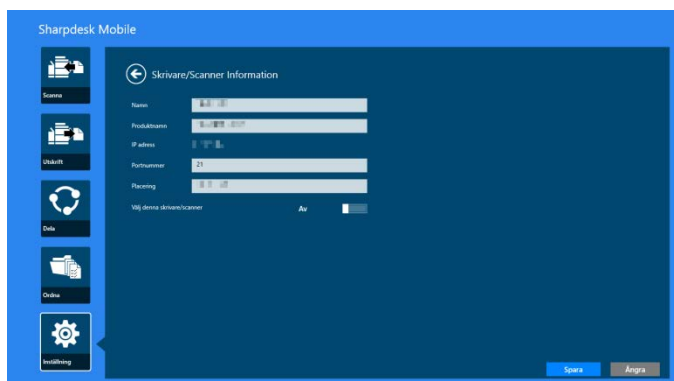 Sharpdesk Mobile
Scanna
Utskrift
Dela
Ordna
Inställning
Skrivare/Scanner Information
Namn
Produktnamn
IP adress
Portnummer 21
Placering
Välj denna skrivare/scanner Av
Spara Ångra